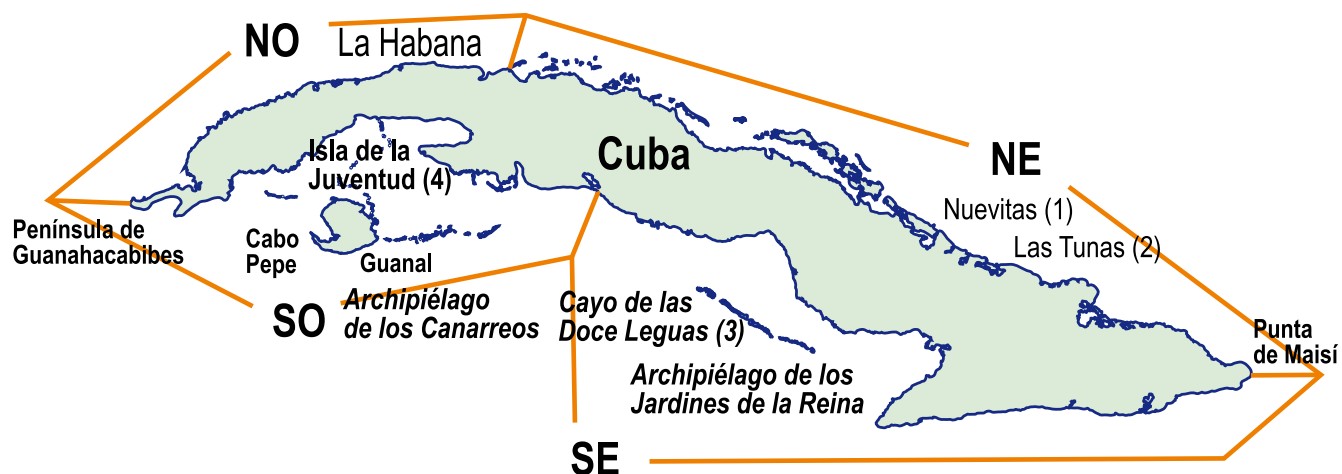 NO
La Habana
Cuba
NE
Isla de la
Juventud (4)
Nuevitas (1)
Península de
Guanahacabibes
Cabo
Pepe
Guanal
Las Tunas (2)
SO
Archipiélago
de los Canarreos
Cayo de las
Doce Leguas (3)
Punta
de Maisí
Archipiélago de los
Jardines de la Reina
SE